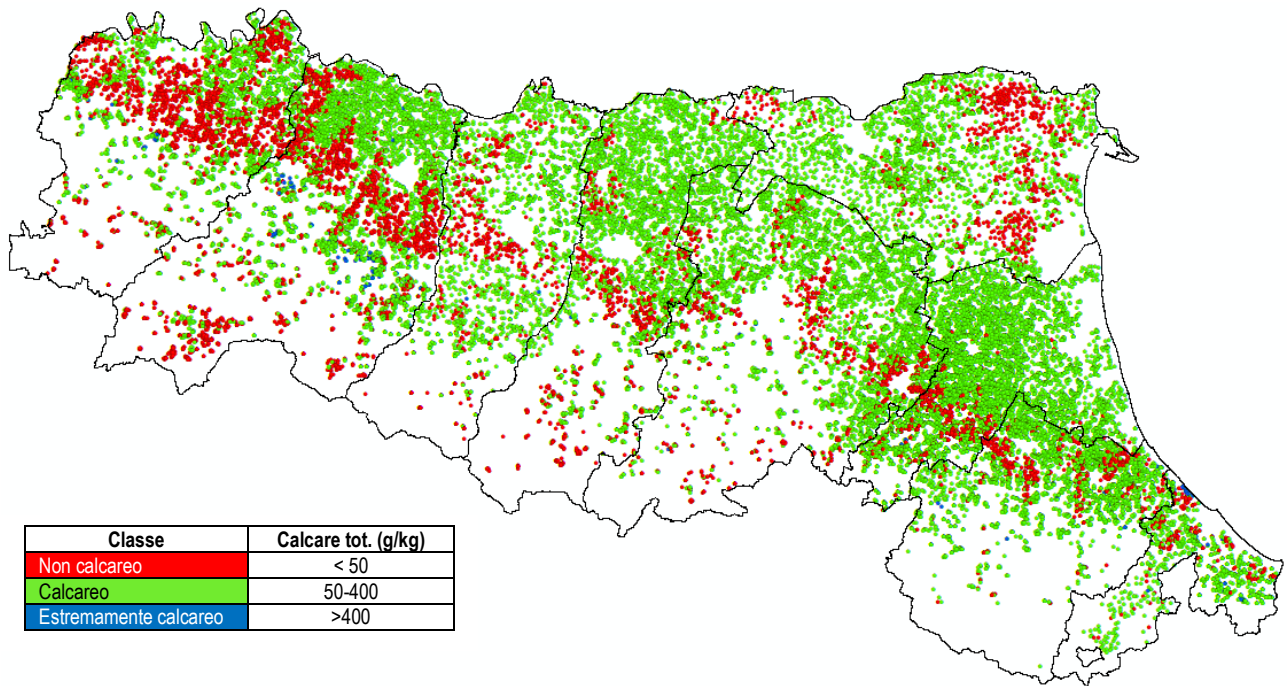 Classe Calcare tot. (g/kg)
Non calcareo < 50
Calcareo 50-400
Estremamente calcareo >400